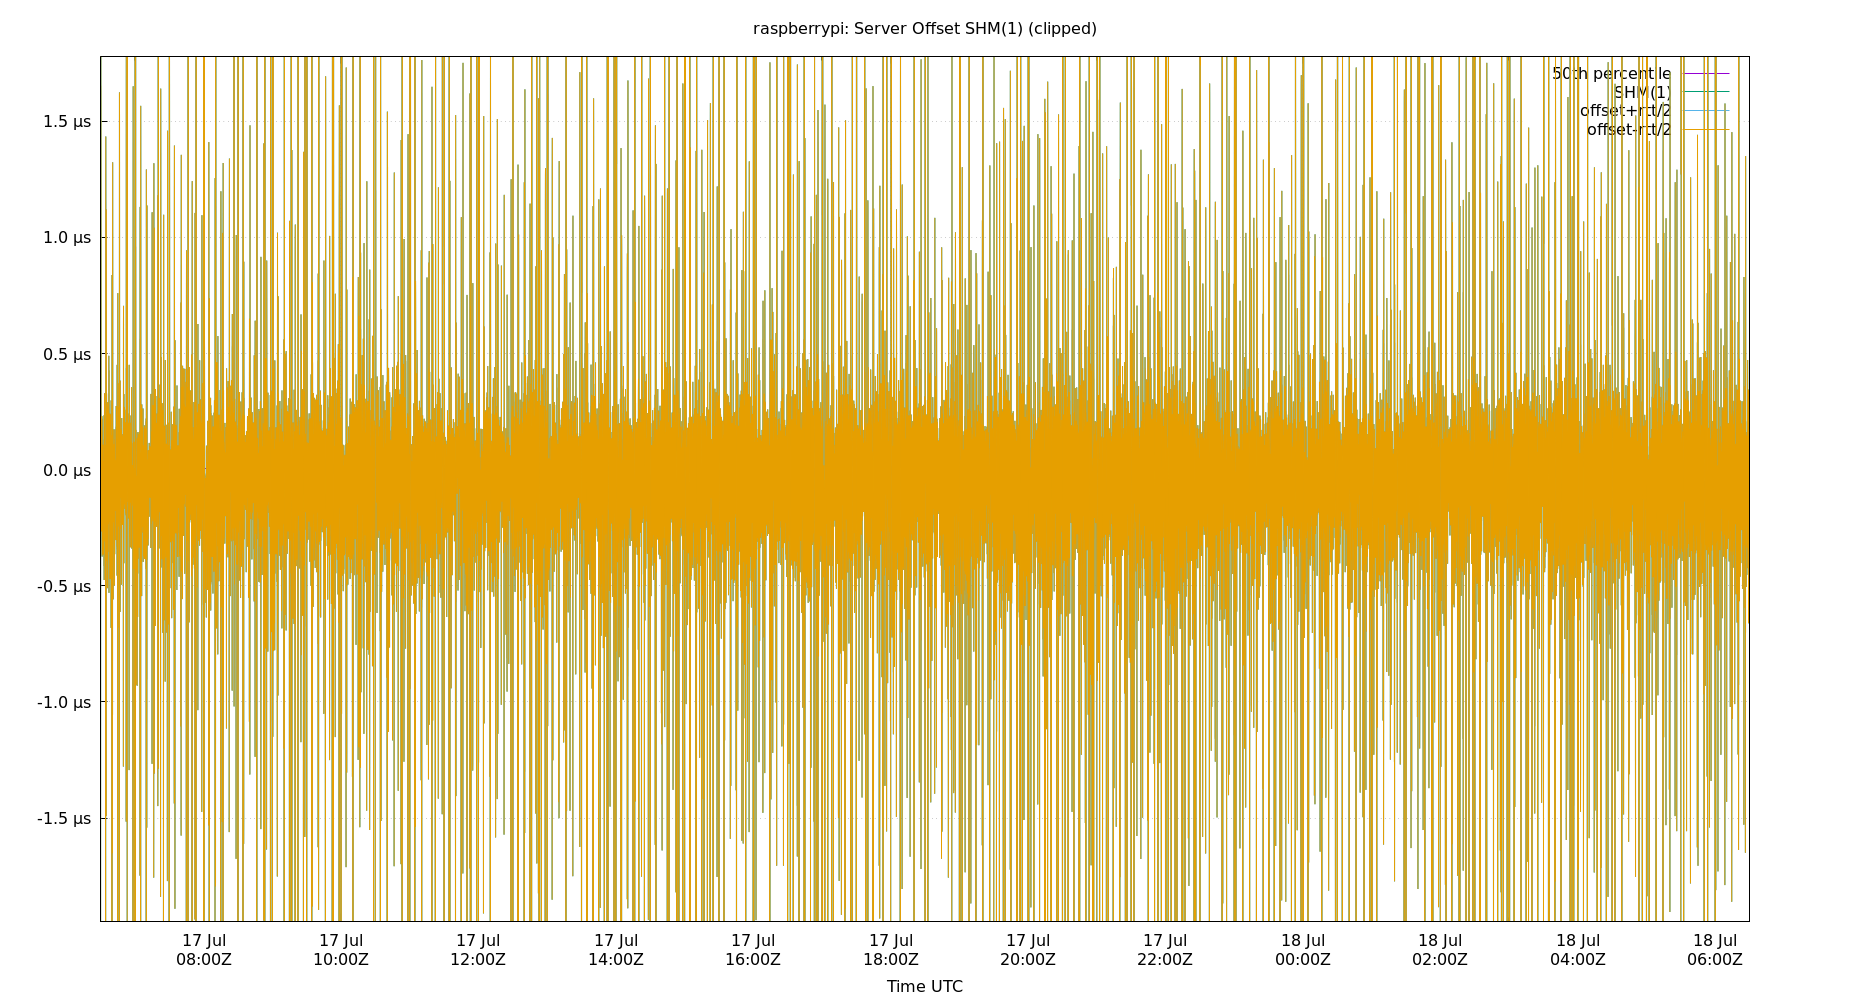 raspberrypi: Server Offset SHM(1) (clipped)
50th percentile
SHM(1)
offset+rtt/2
offset-rtt/2
1.5 µs
1.0 µs
0.5 µs
0.0 µs
-0.5 µs
-1.0 µs
-1.5 µs
17 Jul 17 Jul 17 Jul 17 Jul 17 Jul 17 Jul 17 Jul 17 Jul 18 Jul 18 Jul 18 Jul 18 Jul
08:00Z 10:00Z 12:00Z 14:00Z 16:00Z 18:00Z 20:00Z 22:00Z 00:00Z 02:00Z 04:00Z 06:00Z
Time UTC